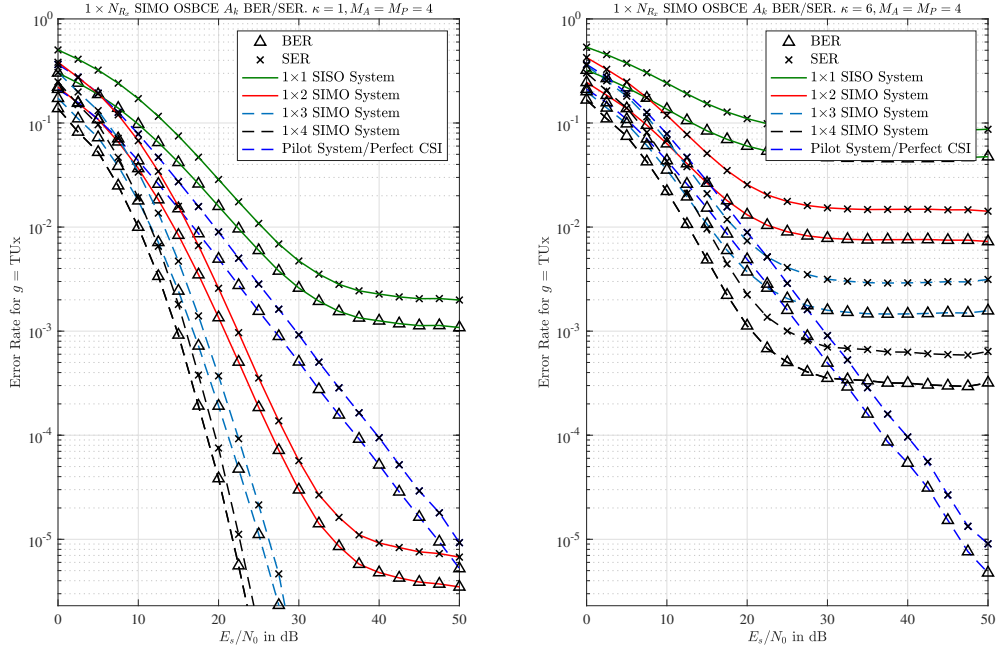 1 × N_{R_x} SIMO OSBCE A_k BER/SER. κ = 1, M_A = M_P = 4
BER
SER
1×1 SISO System
1×2 SIMO System
1×3 SIMO System
1×4 SIMO System
Pilot System/Perfect CSI
10^0
10^{-1}
10^{-2}
10^{-3}
10^{-4}
10^{-5}
Error Rate for g = TUx
0 10 20 30 40 50
E_s/N_0 in dB
1 × N_{R_x} SIMO OSBCE A_k BER/SER. κ = 6, M_A = M_P = 4
BER
SER
1×1 SISO System
1×2 SIMO System
1×3 SIMO System
1×4 SIMO System
Pilot System/Perfect CSI
10^0
10^{-1}
10^{-2}
10^{-3}
10^{-4}
10^{-5}
Error Rate for g = TUx
0 10 20 30 40 50
E_s/N_0 in dB